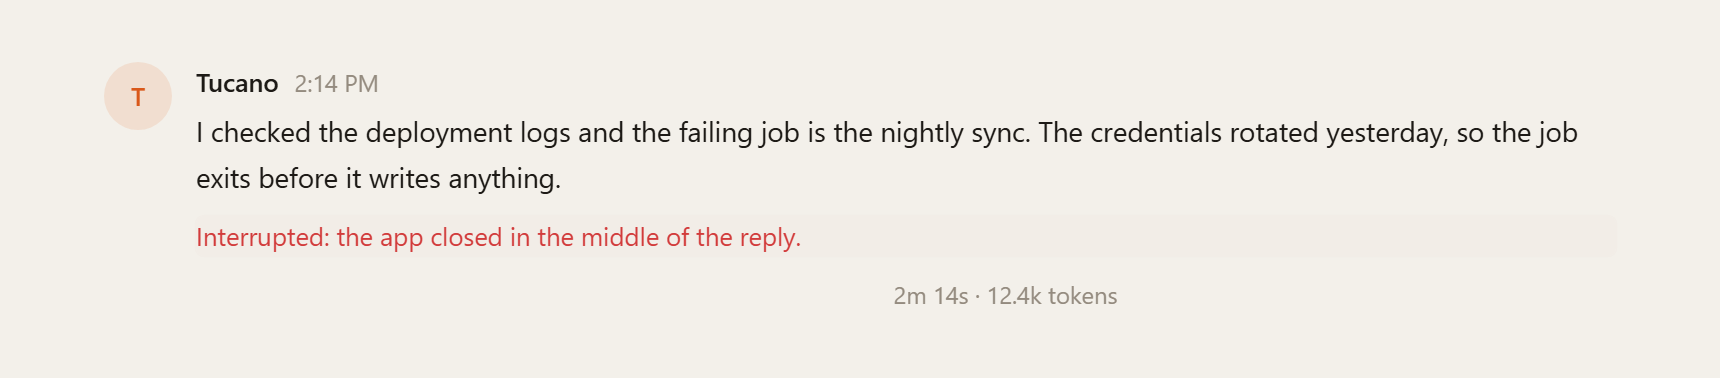 T
Tucano 2:14 PM
I checked the deployment logs and the failing job is the nightly sync. The credentials rotated yesterday, so the job
exits before it writes anything.
Interrupted: the app closed in the middle of the reply.
2m 14s · 12.4k tokens